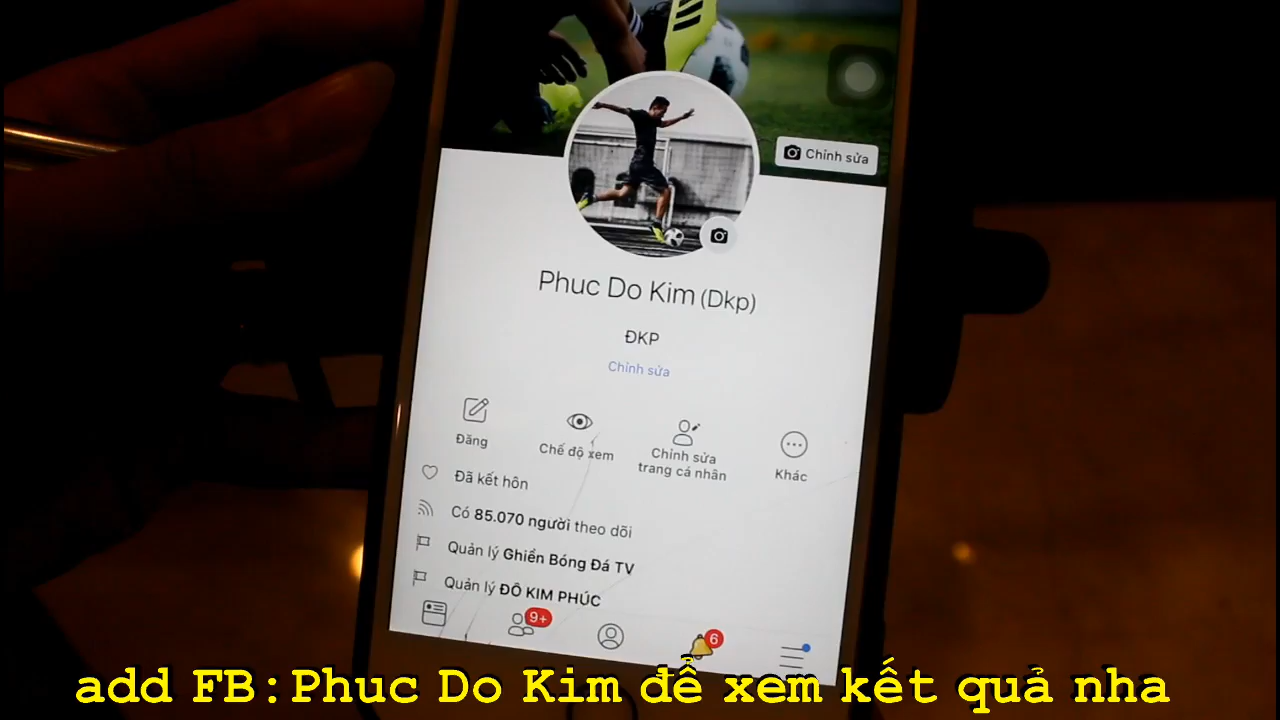 Chỉnh sửa
Phuc Do Kim (Dkp)
ĐKP
Chỉnh sửa
Đăng
Chế độ xem
Chỉnh sửa
trang cá nhân
Khác
Đã kết hôn
Có 85.070 người theo dõi
Quản lý Ghiền Bóng Đá TV
Quản lý ĐỖ KIM PHÚC
9+
6
add FB:Phuc Do Kim để xem kết quả nha